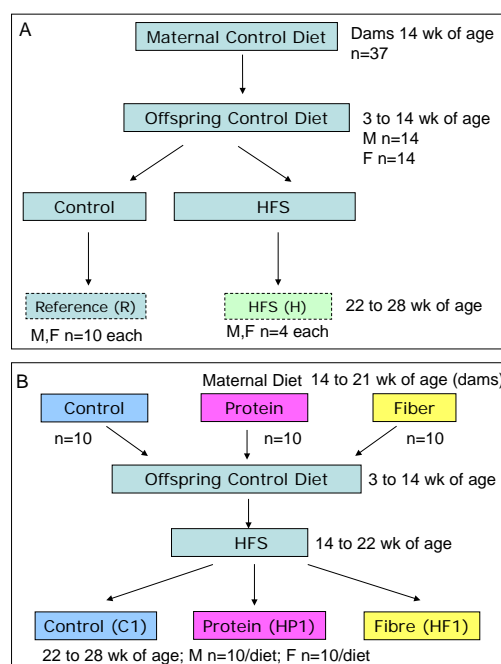 A
Maternal Control Diet
Dams 14 wk of age
n=37
Offspring Control Diet
3 to 14 wk of age
M n=14
F n=14
Control
HFS
Reference (R)
HFS (H)
22 to 28 wk of age
M,F n=10 each
M,F n=4 each
B
Maternal Diet 14 to 21 wk of age (dams)
Control
Protein
Fiber
n=10
n=10
n=10
Offspring Control Diet
3 to 14 wk of age
HFS
14 to 22 wk of age
Control (C1)
Protein (HP1)
Fibre (HF1)
22 to 28 wk of age; M n=10/diet; F n=10/diet